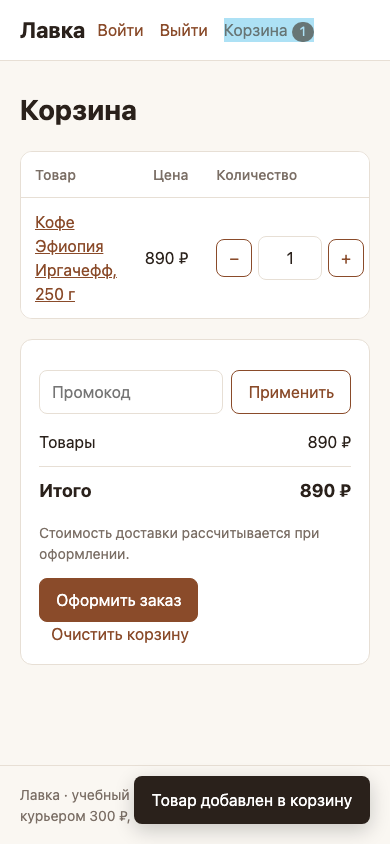 Лавка Войти Выйти Корзина 1
Корзина
Товар Цена Количество
Кофе
Эфиопия
Иргачефф,
250 г
890 ₽ − 1 +
Промокод Применить
Товары 890 ₽
Итого 890 ₽
Стоимость доставки рассчитывается при
оформлении.
Оформить заказ
Очистить корзину
Лавка · учебный
курьером 300 ₽,
Товар добавлен в корзину